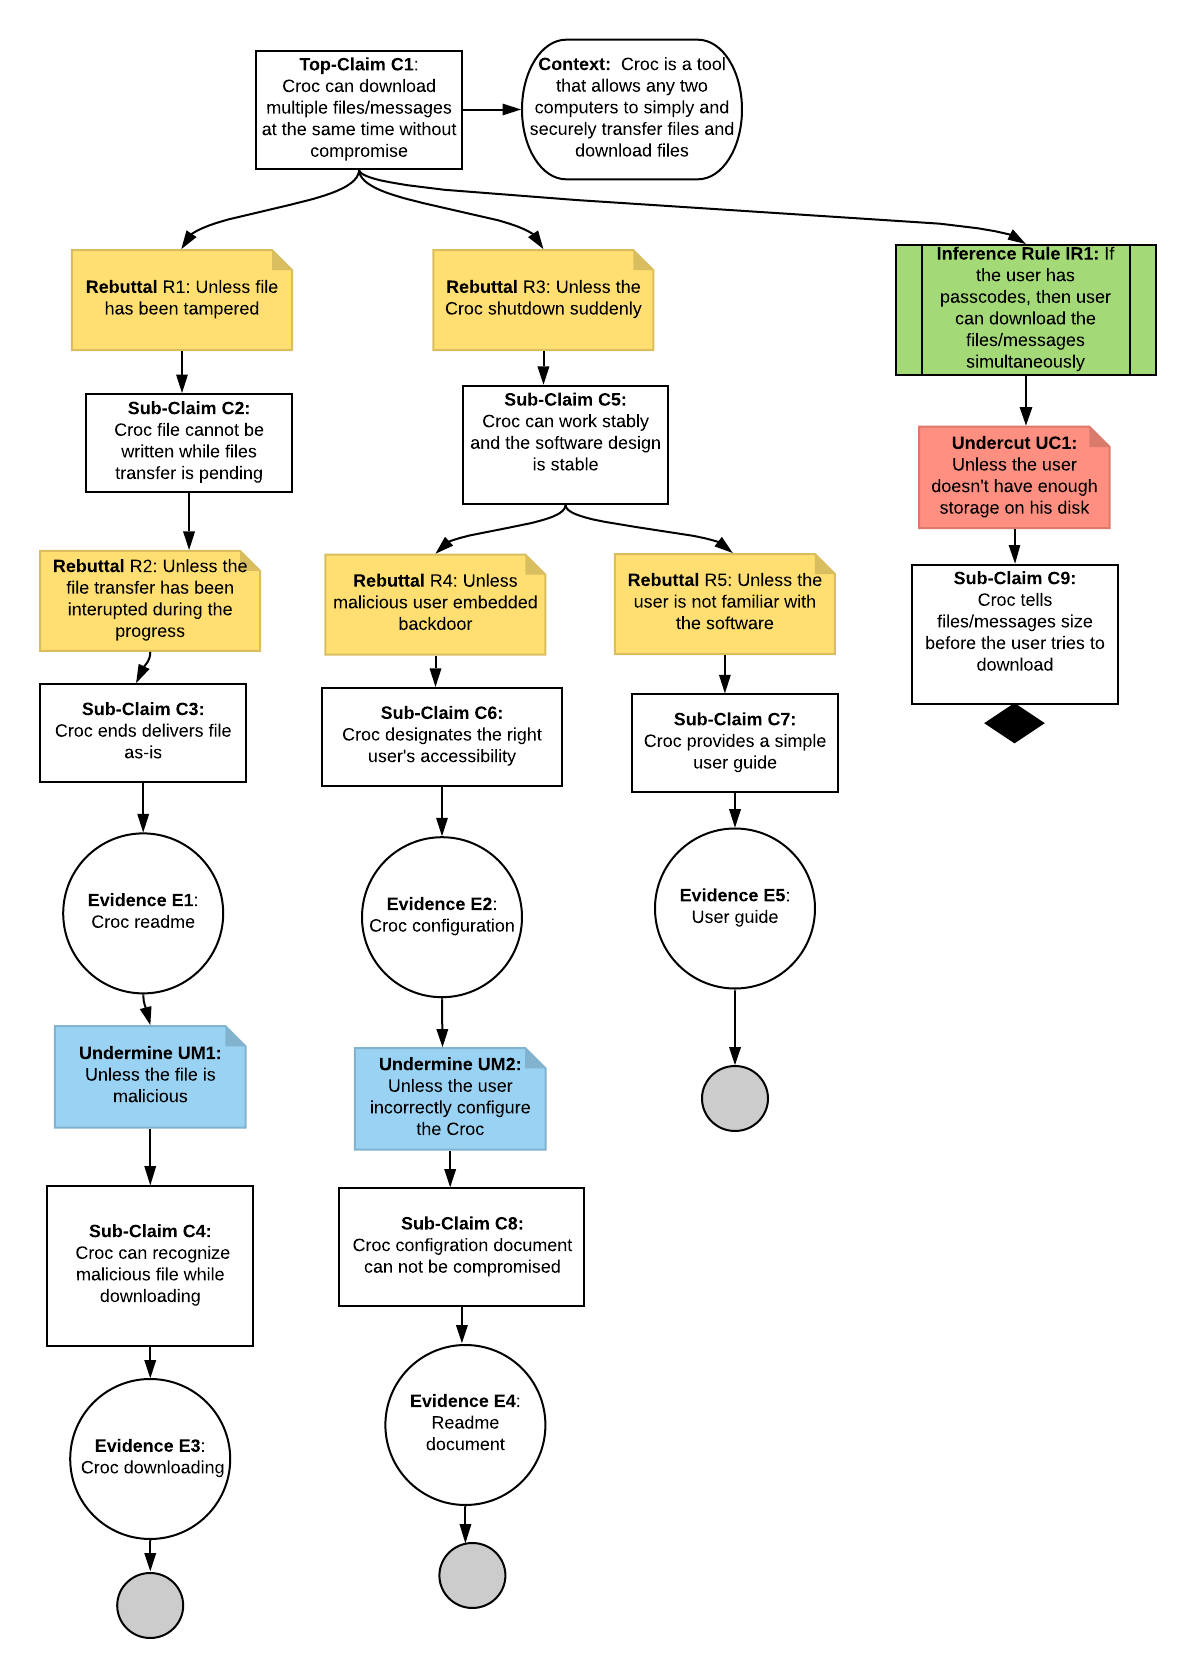 Top-Claim C1:
Croc can download
multiple files/messages
at the same time without
compromise
Context:  Croc is a tool
that allows any two
computers to simply and
securely transfer files and
download files
Rebuttal R1: Unless file
has been tampered
Rebuttal R3: Unless the
Croc shutdown suddenly
Inference Rule IR1: If
the user has
passcodes, then user
can download the
files/messages
simultaneously
Sub-Claim C2:
Croc file cannot be
written while files
transfer is pending
Sub-Claim C5:
Croc can work stably
and the software design
is stable
Undercut UC1:
Unless the user
doesn't have enough
storage on his disk
Rebuttal R2: Unless the
file transfer has been
interupted during the
progress
Rebuttal R4: Unless
malicious user embedded
backdoor
Rebuttal R5: Unless the
user is not familiar with
the software
Sub-Claim C9:
Croc tells
files/messages size
before the user tries to
download
Sub-Claim C3:
Croc ends delivers file
as-is
Sub-Claim C6:
Croc designates the right
user's accessibility
Sub-Claim C7:
Croc provides a simple
user guide
Evidence E1:
Croc readme
Evidence E2:
Croc configuration
Evidence E5:
User guide
Undermine UM1:
Unless the file is
malicious
Undermine UM2:
Unless the user
incorrectly configure
the Croc
Sub-Claim C4:
Croc can recognize
malicious file while
downloading
Sub-Claim C8:
Croc configration document
can not be compromised
Evidence E3:
Croc downloading
Evidence E4:
Readme
document